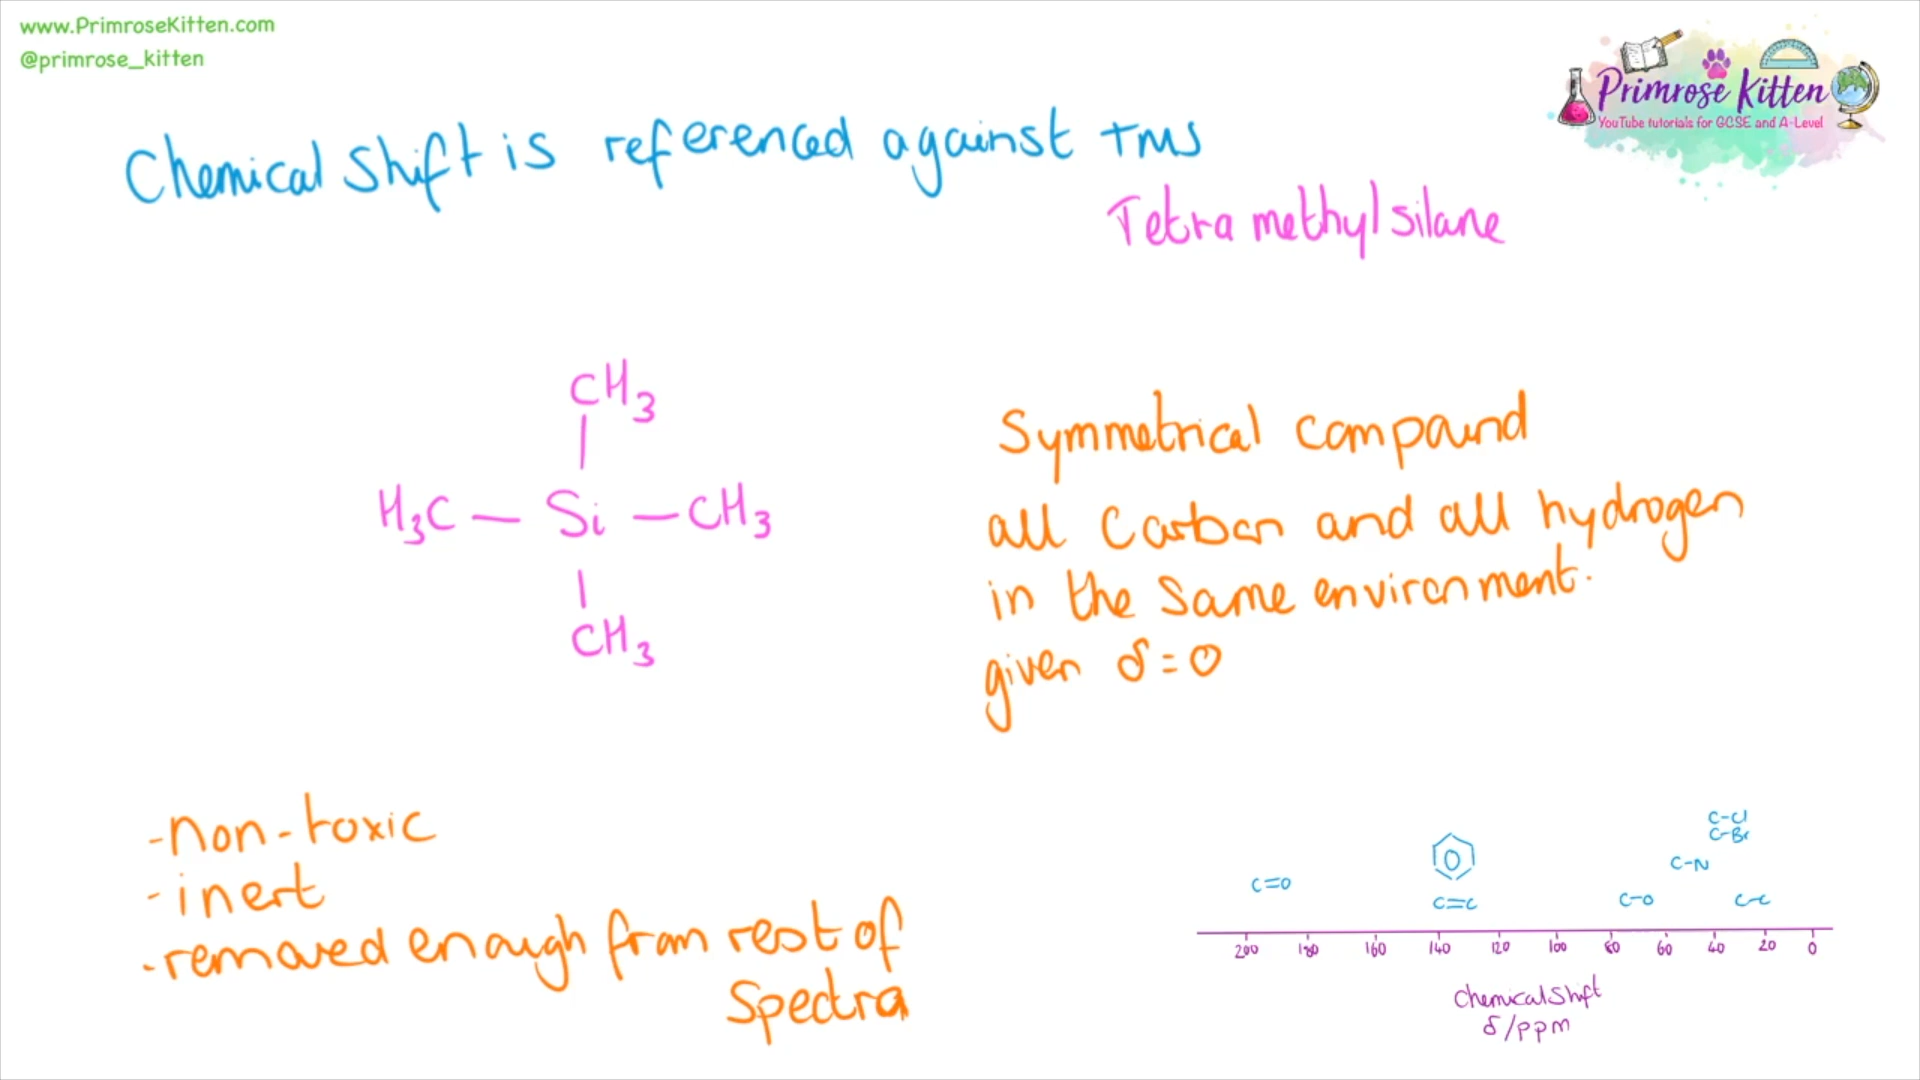 www.PrimroseKitten.com
@primrose_kitten
Primrose Kitten
YouTube tutorials for GCSE and A-Level
Chemical Shift is referenced against TMS
Tetra methyl silane
CH3
H3C — Si — CH3
CH3
Symmetrical compound
all Carbon and all hydrogen
in the same environment.
given δ=0
-non-toxic
-inert
-removed enough from rest of
Spectra
C-Cl
C-Br
C-N
C=O
C=C
C-O
C-C
200 180 160 140 120 100 80 60 40 20 0
Chemical Shift
δ/ppm